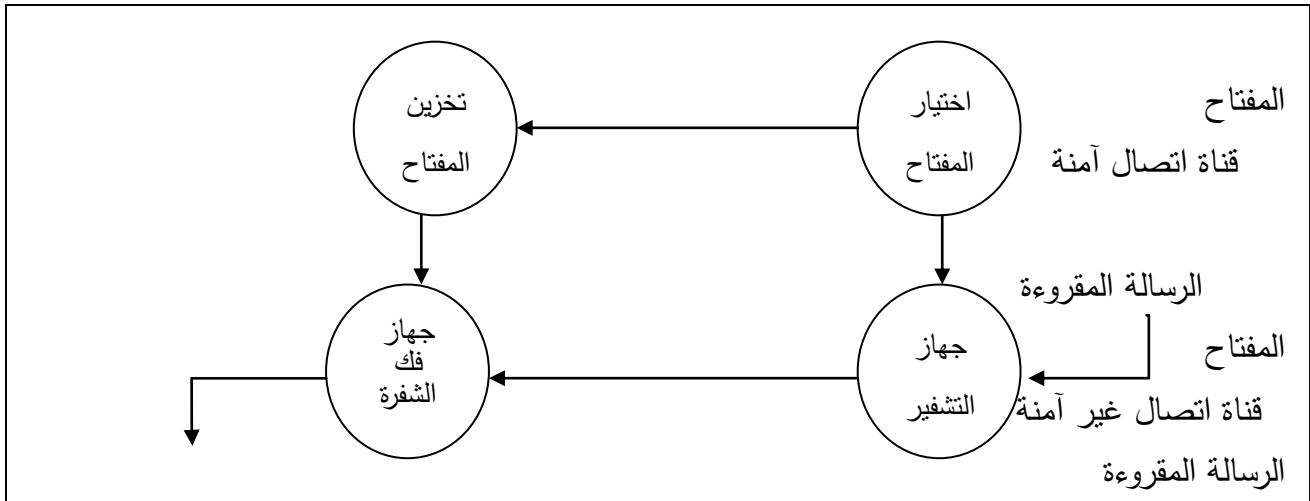 المفتاح
قناة اتصال آمنة
اختيار
المفتاح
تخزين
المفتاح
الرسالة المقروءة
المفتاح
قناة اتصال غير آمنة
الرسالة المقروءة
جهاز
التشفير
جهاز
فك
الشفرة